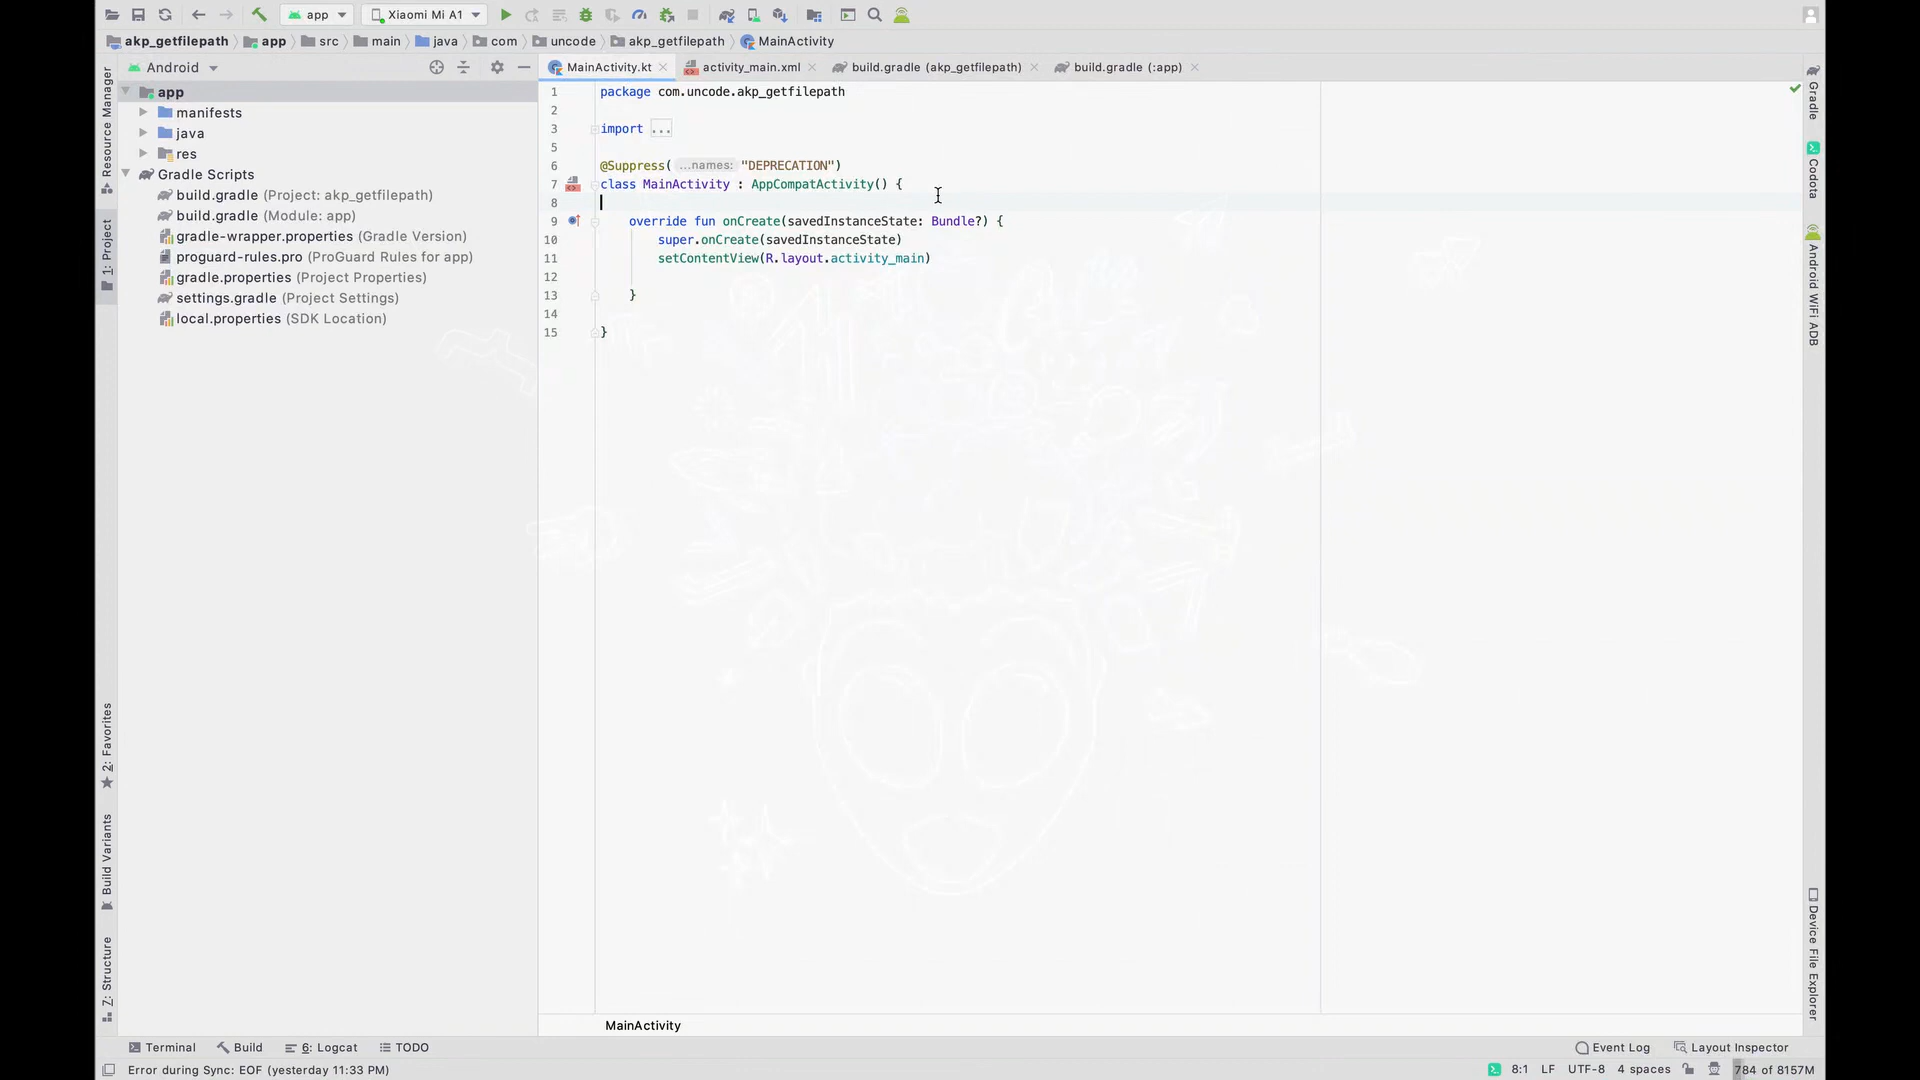 app
Xiaomi Mi A1
akp_getfilepath
app
src
main
java
com
uncode
akp_getfilepath
MainActivity
Android
MainActivity.kt
activity_main.xml
build.gradle (akp_getfilepath)
build.gradle (:app)
Resource Manager
1: Project
2: Favorites
Build Variants
Z: Structure
app
manifests
java
res
Gradle Scripts
build.gradle (Project: akp_getfilepath)
build.gradle (Module: app)
gradle-wrapper.properties (Gradle Version)
proguard-rules.pro (ProGuard Rules for app)
gradle.properties (Project Properties)
settings.gradle (Project Settings)
local.properties (SDK Location)
1 package com.uncode.akp_getfilepath
2
3 import ...
4
5
6 @Suppress( ...names: "DEPRECATION")
7 class MainActivity : AppCompatActivity() {
8
9 override fun onCreate(savedInstanceState: Bundle?) {
10 super.onCreate(savedInstanceState)
11 setContentView(R.layout.activity_main)
12
13 }
14
15 }
Gradle
Codota
Android WiFi ADB
Device File Explorer
MainActivity
Terminal
Build
6: Logcat
TODO
Event Log
Layout Inspector
Error during Sync: EOF (yesterday 11:33 PM)
8:1
LF
UTF-8
4 spaces
784 of 8157M